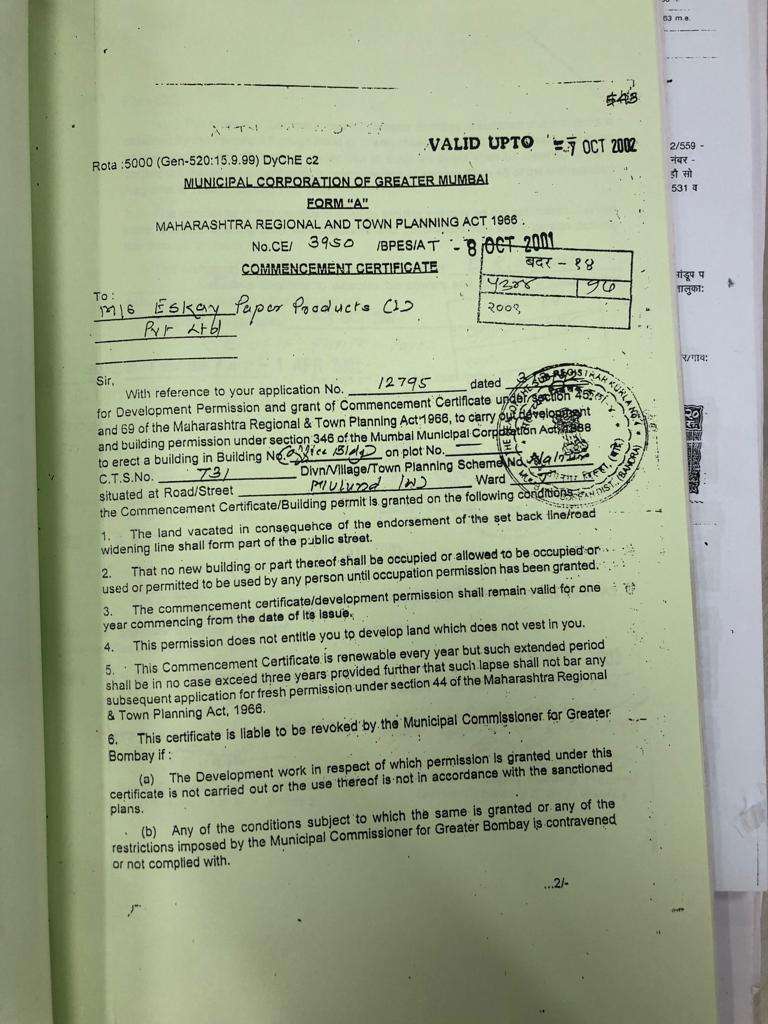 63 m.e.
543
VALID UPTO 7 OCT 2002
Rota :5000 (Gen-520:15.9.99) DyChE c2
MUNICIPAL CORPORATION OF GREATER MUMBAI
FORM "A"
MAHARASHTRA REGIONAL AND TOWN PLANNING ACT 1966 .
No.CE/ 3950 /BPES/AT - 8 OCT 2001
COMMENCEMENT CERTIFICATE
बदर - १४
२००१
To :
M/S Eskay Paper Products (I)
Pvt Ltd
Sir,
With reference to your application No. 12795 dated
for Development Permission and grant of Commencement Certificate under section 45
and 69 of the Maharashtra Regional & Town Planning Act 1966, to carry out development
and building permission under section 346 of the Mumbai Municipal Corporation Act 1888
to erect a building in Building No. Office Bldg on plot No.
C.T.S.No. 731 Divn/Village/Town Planning Scheme No.
situated at Road/Street Mulund (W) Ward
the Commencement Certificate/Building permit is granted on the following conditions
1. The land vacated in consequence of the endorsement of the set back line/road
widening line shall form part of the public street.
2. That no new building or part thereof shall be occupied or allowed to be occupied or
used or permitted to be used by any person until occupation permission has been granted.
3. The commencement certificate/development permission shall remain valid for one
year commencing from the date of its issue.
4. This permission does not entitle you to develop land which does not vest in you.
5. This Commencement Certificate is renewable every year but such extended period
shall be in no case exceed three years provided further that such lapse shall not bar any
subsequent application for fresh permission under section 44 of the Maharashtra Regional
& Town Planning Act, 1966.
6. This certificate is liable to be revoked by the Municipal Commissioner for Greater
Bombay if :
(a) The Development work in respect of which permission is granted under this
certificate is not carried out or the use thereof is not in accordance with the sanctioned
plans.
(b) Any of the conditions subject to which the same is granted or any of the
restrictions imposed by the Municipal Commissioner for Greater Bombay is contravened
or not complied with.
...2/-
2/559 -
नंबर -
डी सो
531 व
गंडूप प
तालुका:
र/गाव: